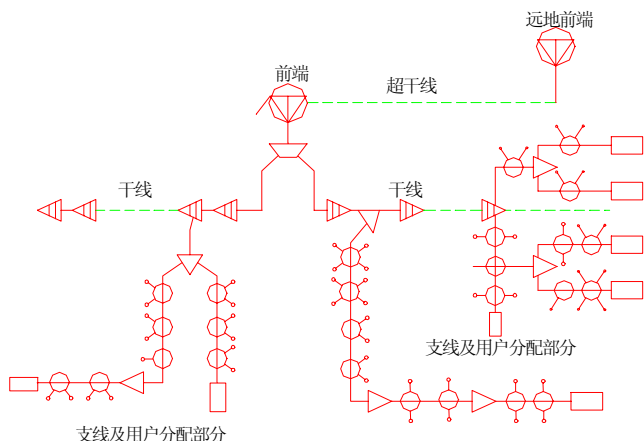 远地前端
前端
超干线
干线
干线
支线及用户分配部分
支线及用户分配部分